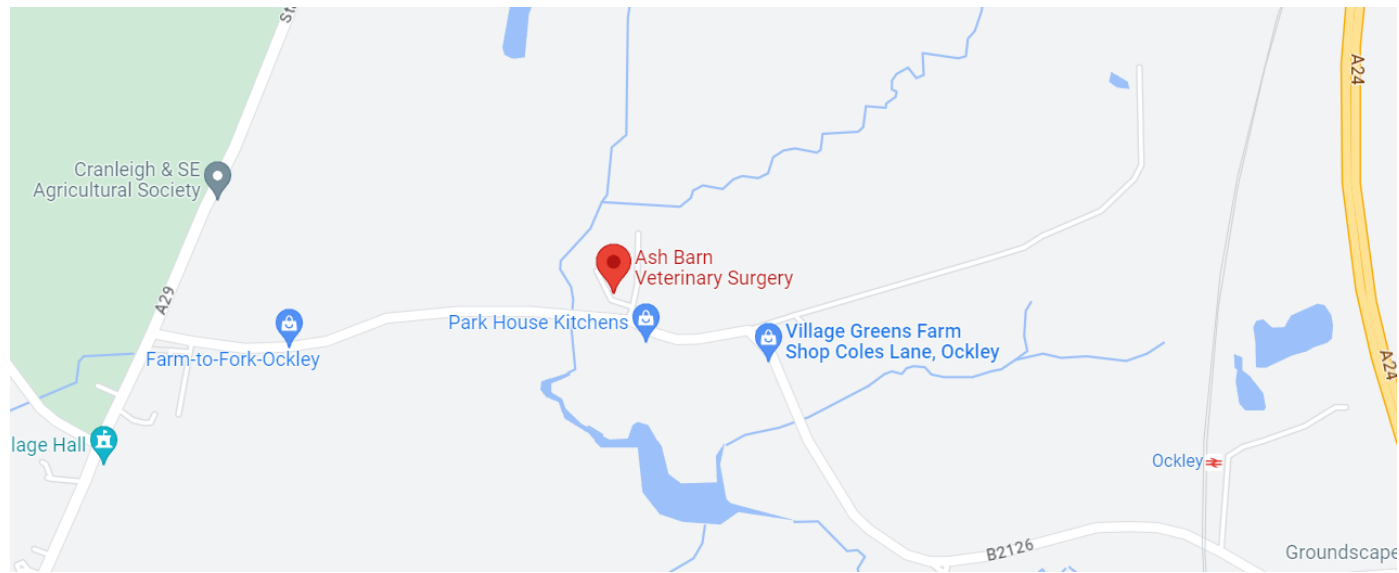 St
A24
Cranleigh & SE
Agricultural Society
Ash Barn
Veterinary Surgery
A29
Park House Kitchens
Village Greens Farm
Shop Coles Lane, Ockley
Farm-to-Fork-Ockley
A24
lage Hall
Ockley
B2126
Groundscape